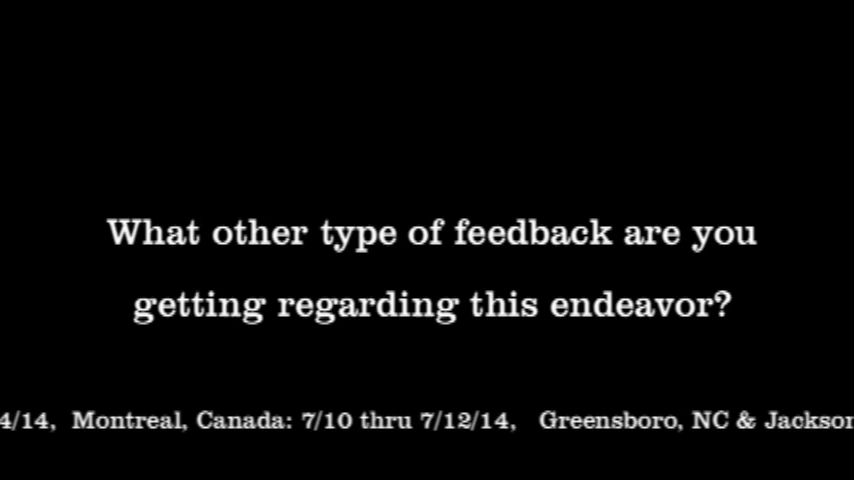 What other type of feedback are you
getting regarding this endeavor?
4/14, Montreal, Canada: 7/10 thru 7/12/14, Greensboro, NC &